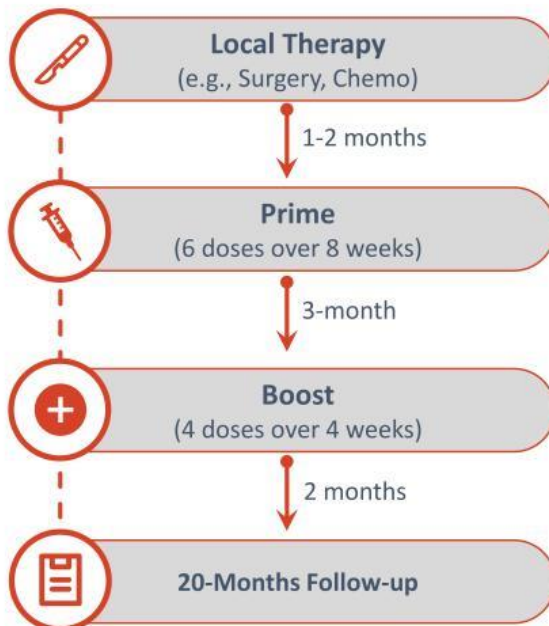 Local Therapy
(e.g., Surgery, Chemo)
1-2 months
Prime
(6 doses over 8 weeks)
3-month
Boost
(4 doses over 4 weeks)
2 months
20-Months Follow-up